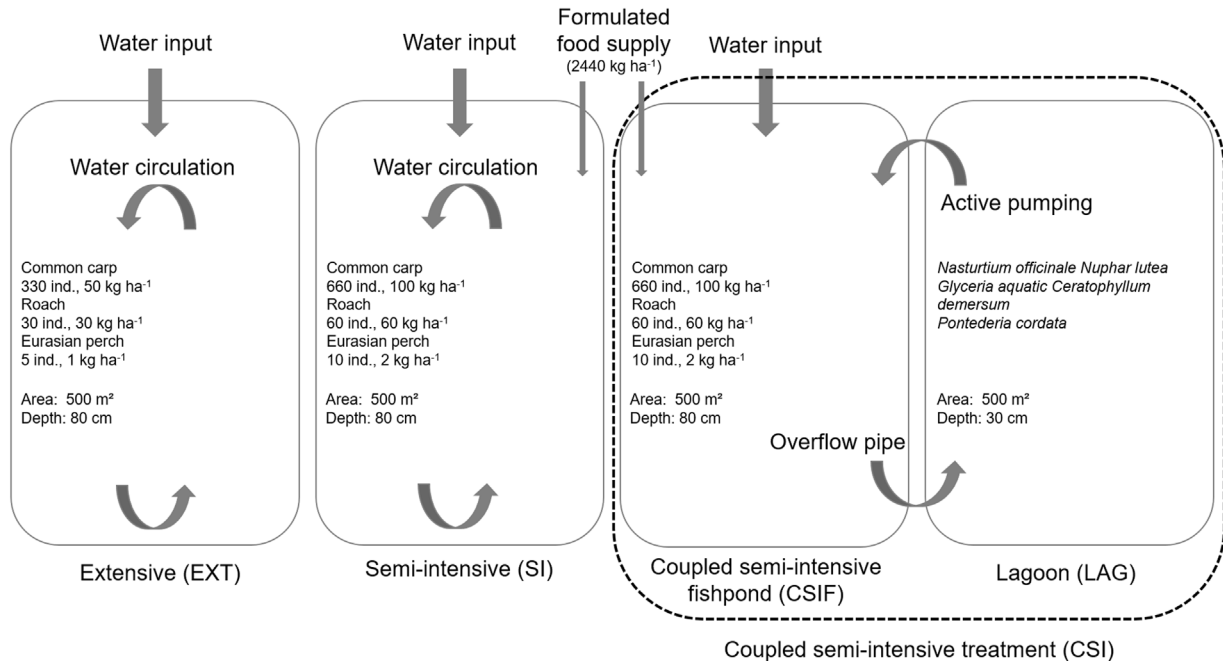 Water input
Water circulation
Common carp
330 ind., 50 kg ha⁻¹
Roach
30 ind., 30 kg ha⁻¹
Eurasian perch
5 ind., 1 kg ha⁻¹
Area: 500 m²
Depth: 80 cm
Extensive (EXT)
Water input
Water circulation
Common carp
660 ind., 100 kg ha⁻¹
Roach
60 ind., 60 kg ha⁻¹
Eurasian perch
10 ind., 2 kg ha⁻¹
Area: 500 m²
Depth: 80 cm
Semi-intensive (SI)
Formulated
food supply
(2440 kg ha⁻¹)
Water input
Common carp
660 ind., 100 kg ha⁻¹
Roach
60 ind., 60 kg ha⁻¹
Eurasian perch
10 ind., 2 kg ha⁻¹
Area: 500 m²
Depth: 80 cm
Overflow pipe
Coupled semi-intensive
fishpond (CSIF)
Active pumping
Nasturtium officinale Nuphar lutea
Glyceria aquatic Ceratophyllum
demersum
Pontederia cordata
Area: 500 m²
Depth: 30 cm
Lagoon (LAG)
Coupled semi-intensive treatment (CSI)